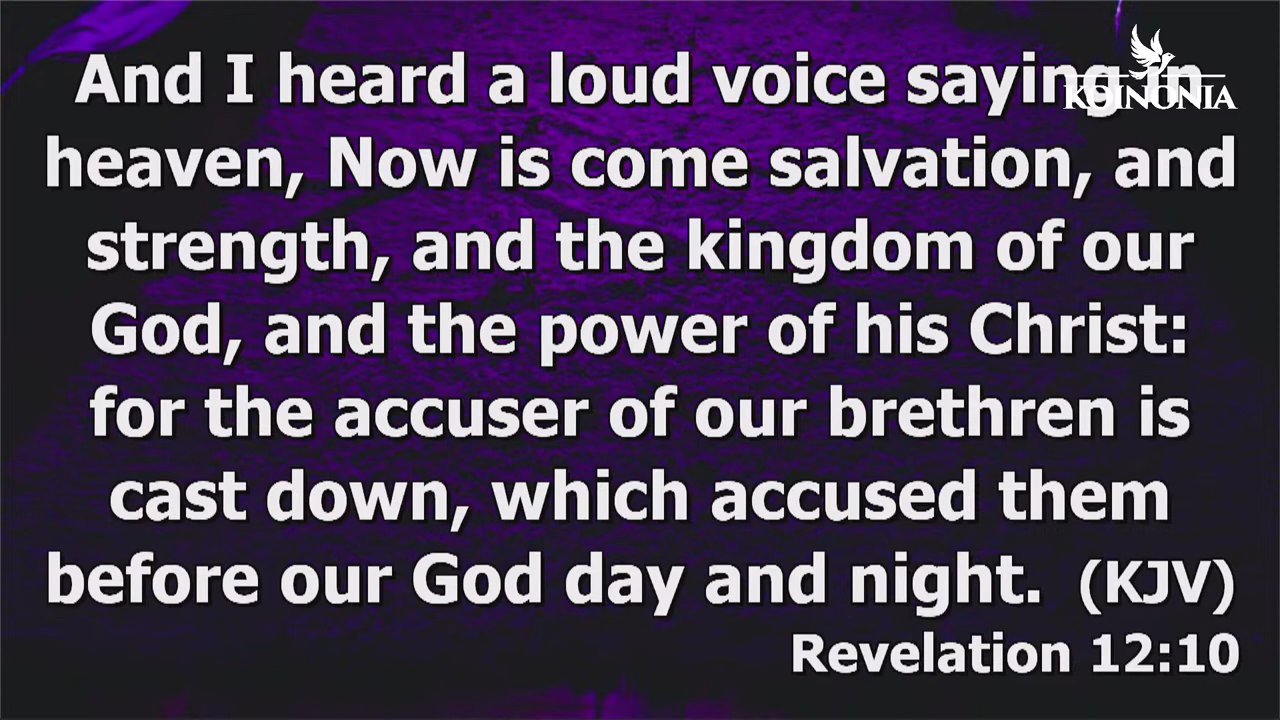 And I heard a loud voice saying in
KOINONIA
heaven, Now is come salvation, and
strength, and the kingdom of our
God, and the power of his Christ:
for the accuser of our brethren is
cast down, which accused them
before our God day and night. (KJV)
Revelation 12:10